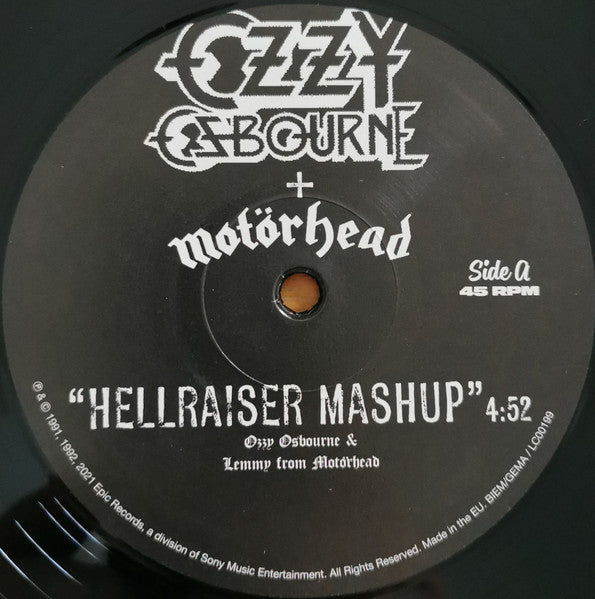 OZZY
OSBOURNE
+
motörhead
Side A
45 RPM
"HELLRAISER MASHUP" 4:52
Ozzy Osbourne &
Lemmy from Motörhead
℗ & © 1991, 1992, 2021 Epic Records, a division of Sony Music Entertainment. All Rights Reserved. Made in the EU. BIEM/GEMA / LC00199